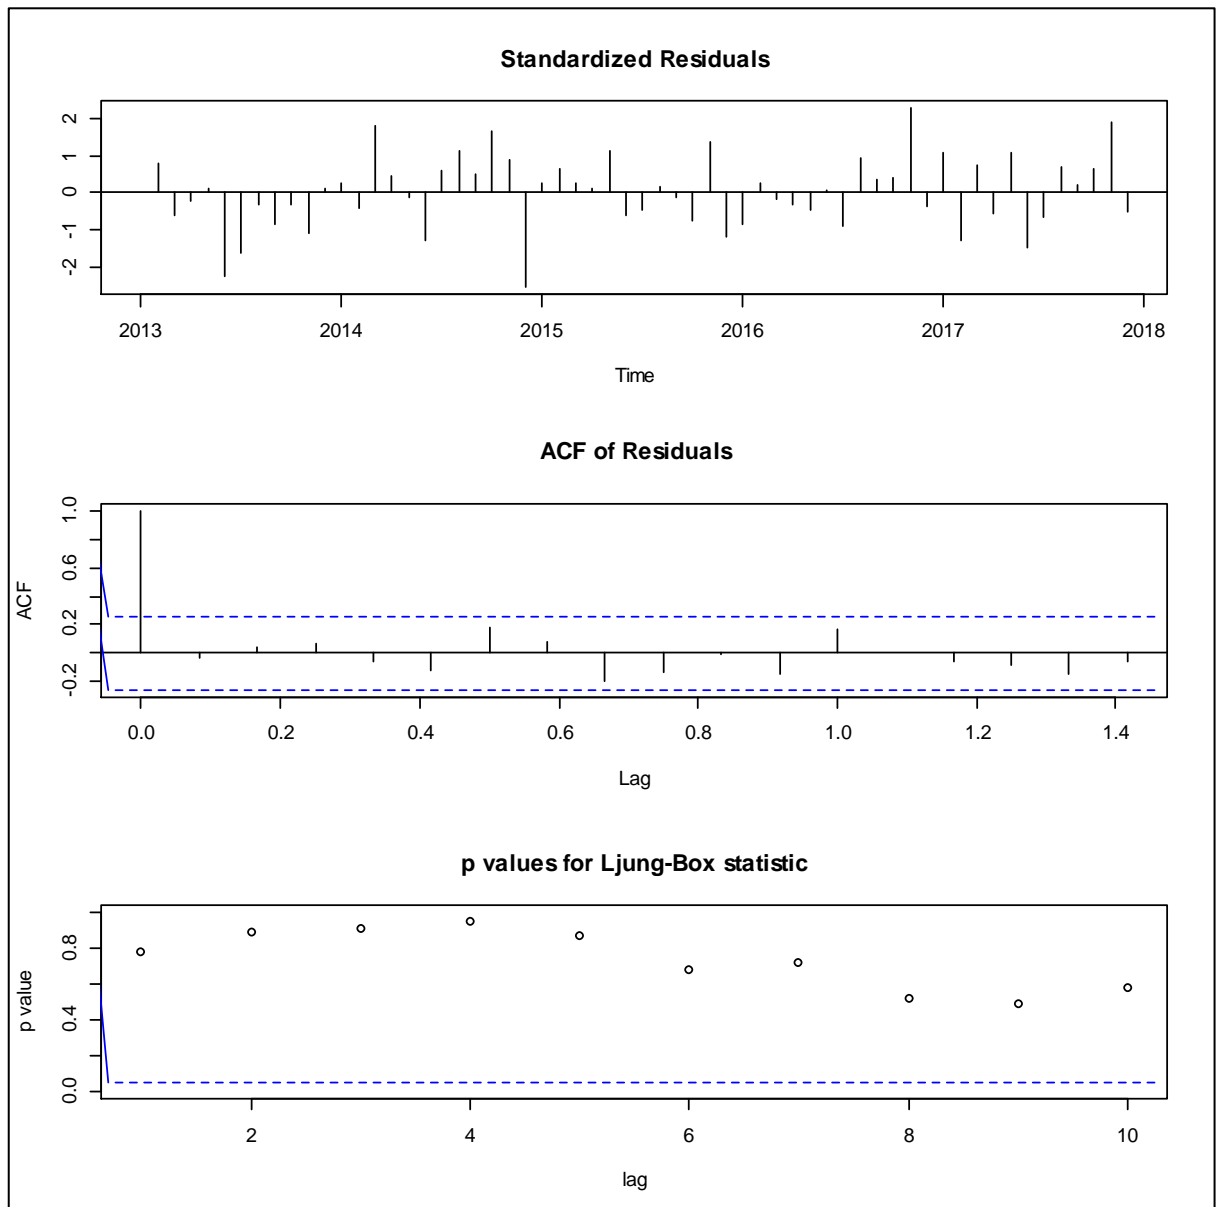 Standardized Residuals
2
1
0
-1
-2
2013 2014 2015 2016 2017 2018
Time
ACF of Residuals
1.0
0.6
0.2
-0.2
ACF
0.0 0.2 0.4 0.6 0.8 1.0 1.2 1.4
Lag
p values for Ljung-Box statistic
0.8
0.4
0.0
p value
2 4 6 8 10
lag